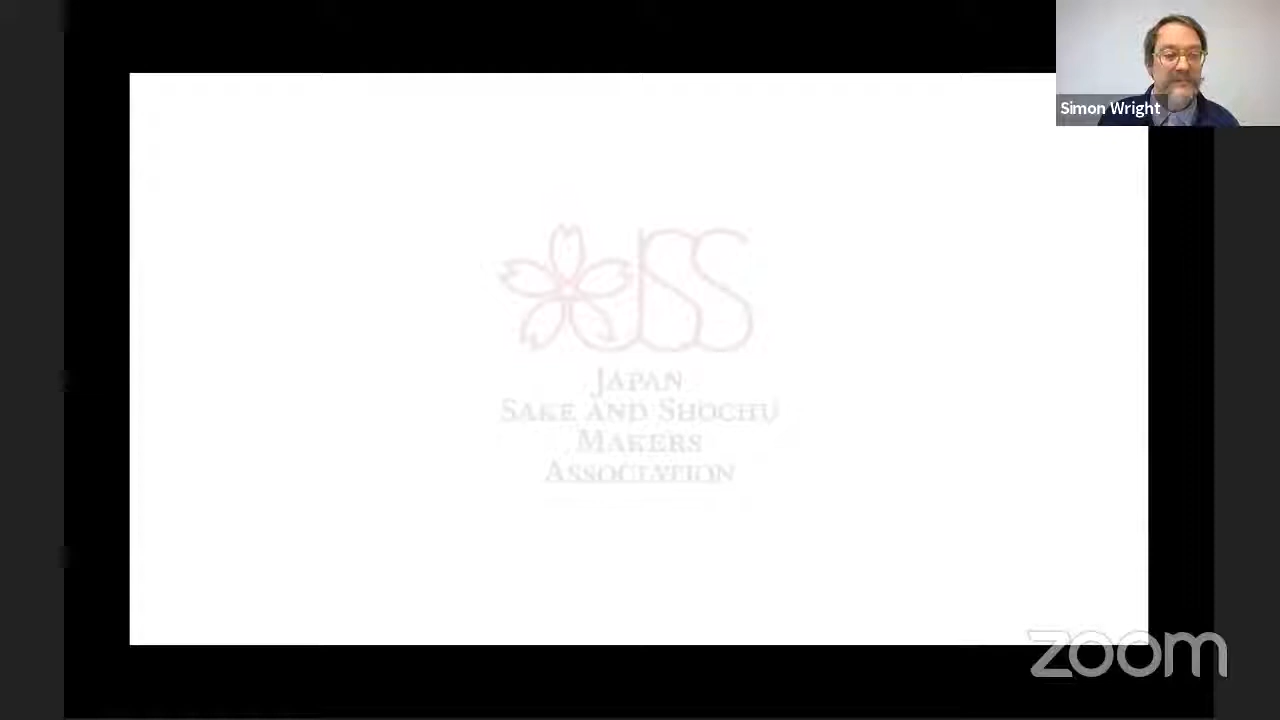 Simon Wright
JSS
JAPAN
SAKE AND SHOCHU
MAKERS
ASSOCIATION
zoom